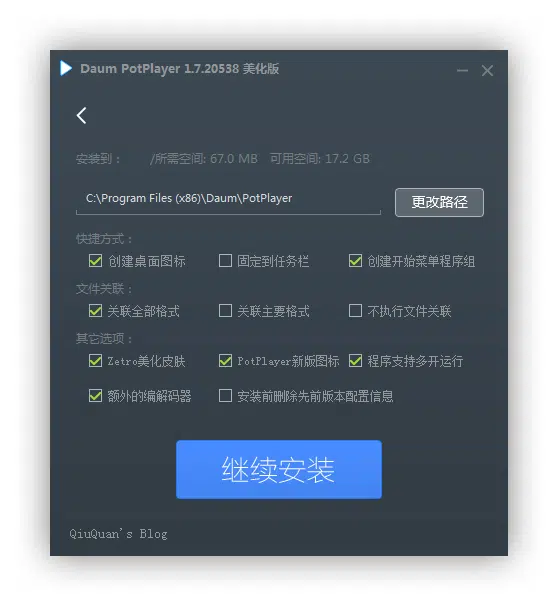 Daum PotPlayer 1.7.20538 美化版
安装到： /所需空间: 67.0 MB 可用空间: 17.2 GB
C:\Program Files (x86)\Daum\PotPlayer 更改路径
快捷方式：
创建桌面图标 固定到任务栏 创建开始菜单程序组
文件关联：
关联全部格式 关联主要格式 不执行文件关联
其它选项：
Zetro美化皮肤 PotPlayer新版图标 程序支持多开运行
额外的编解码器 安装前删除先前版本配置信息
继续安装
QiuQuan's Blog